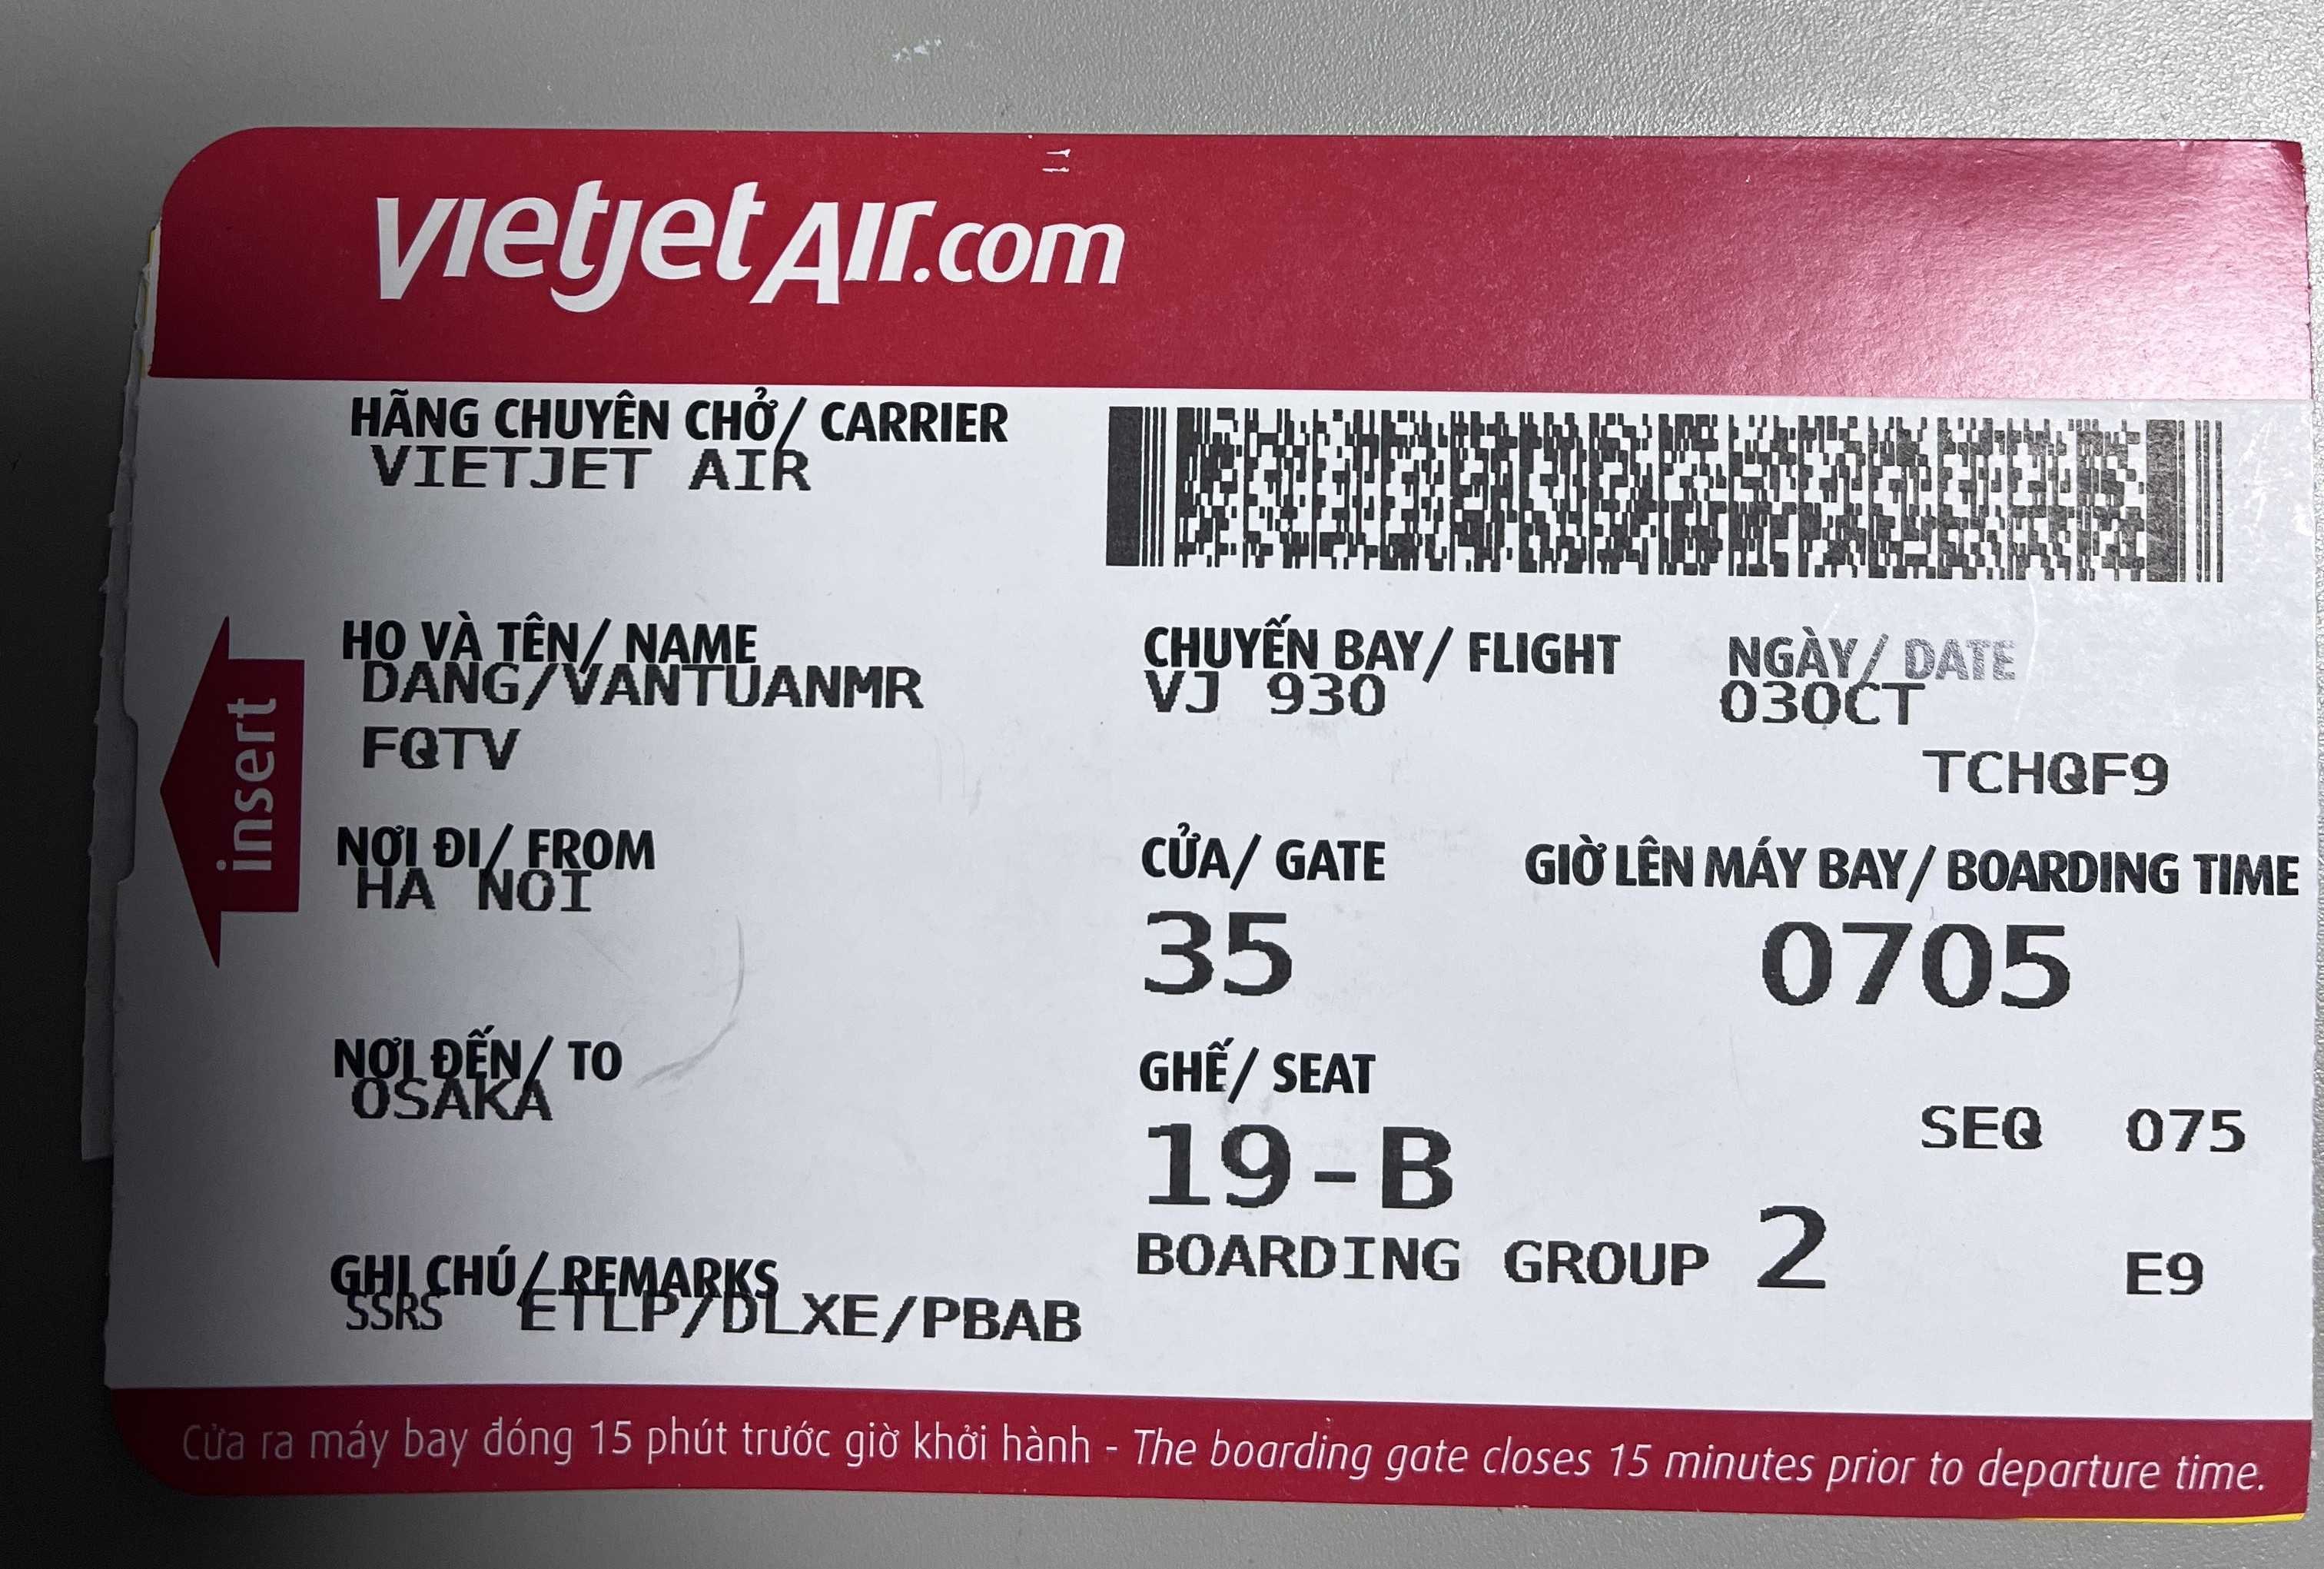 vietjetAir.com
HÃNG CHUYÊN CHỞ/ CARRIER
VIETJET AIR
HỌ VÀ TÊN/ NAME
DANG/VANTUANMR
FQTV
CHUYẾN BAY/ FLIGHT
VJ 930
NGÀY/ DATE
03OCT
TCHQF9
insert
NƠI ĐI/ FROM
HA NOI
CỬA/ GATE
35
GIỜ LÊN MÁY BAY/ BOARDING TIME
0705
NƠI ĐẾN/ TO
OSAKA
GHẾ/ SEAT
19-B
SEQ 075
BOARDING GROUP 2
E9
GHI CHÚ/ REMARKS
SSRS ETLP/DLXE/PBAB
Cửa ra máy bay đóng 15 phút trước giờ khởi hành - The boarding gate closes 15 minutes prior to departure time.